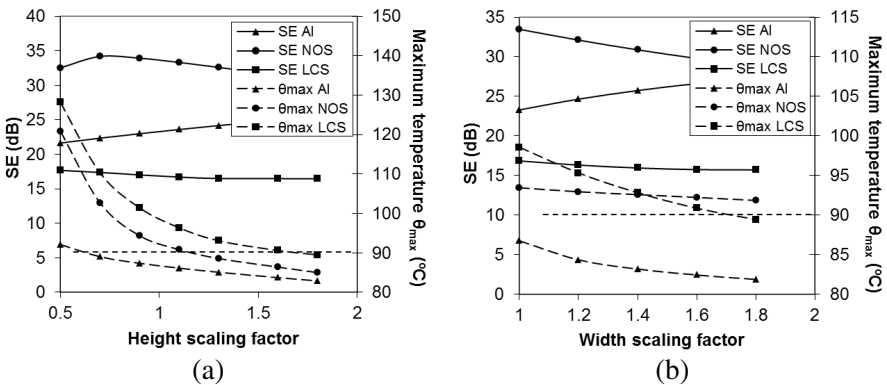 40
35
30
25
20
15
10
5
0
SE (dB)
SE Al
SE NOS
SE LCS
θmax Al
θmax NOS
θmax LCS
150
140
130
120
110
100
90
80
Maximum temperature θmax (ºC)
0.5
1
1.5
2
Height scaling factor
(a)
35
30
25
20
15
10
5
0
SE (dB)
SE Al
SE NOS
SE LCS
θmax Al
θmax NOS
θmax LCS
115
110
105
100
95
90
85
80
Maximum temperature θmax (ºC)
1
1.2
1.4
1.6
1.8
2
Width scaling factor
(b)